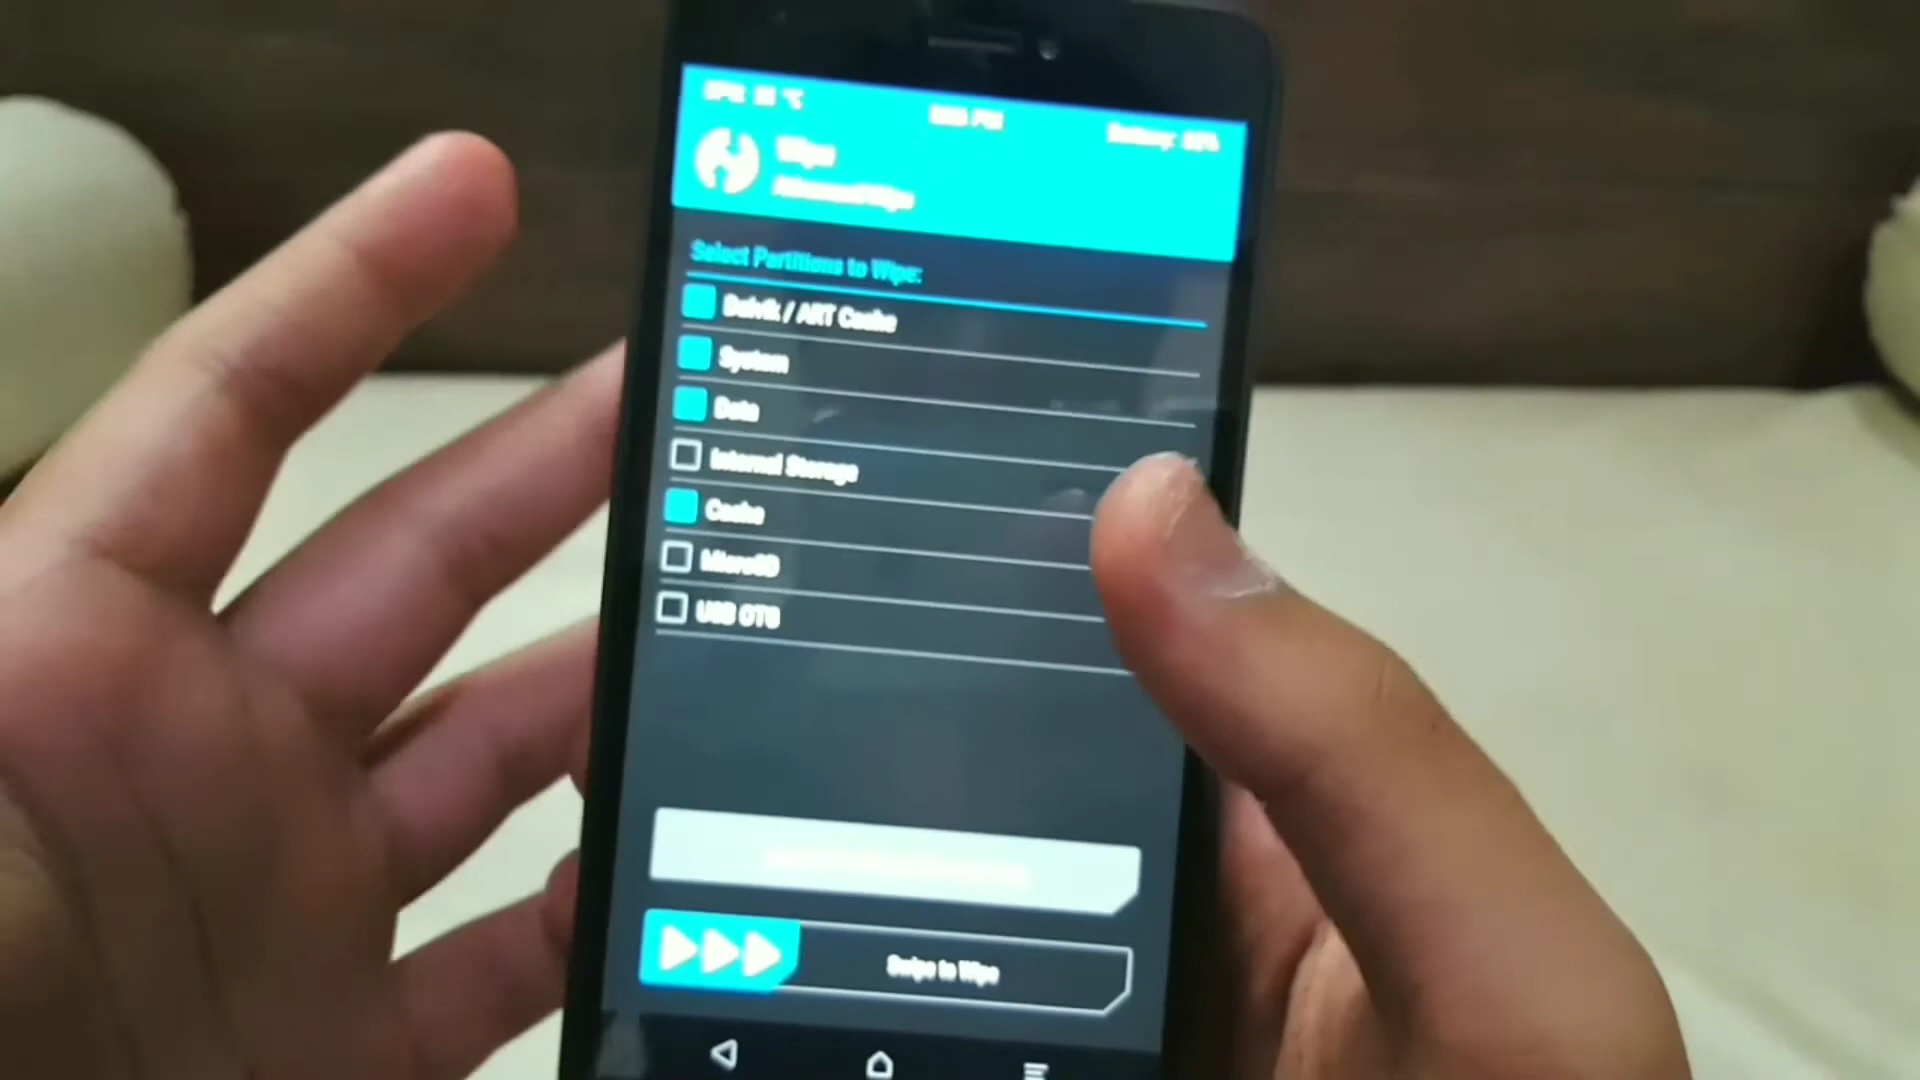 Wipe
Advanced Wipe
Select Partitions to Wipe:
Dalvik / ART Cache
System
Data
Internal Storage
Cache
MicroSD
USB OTG
Swipe to Wipe